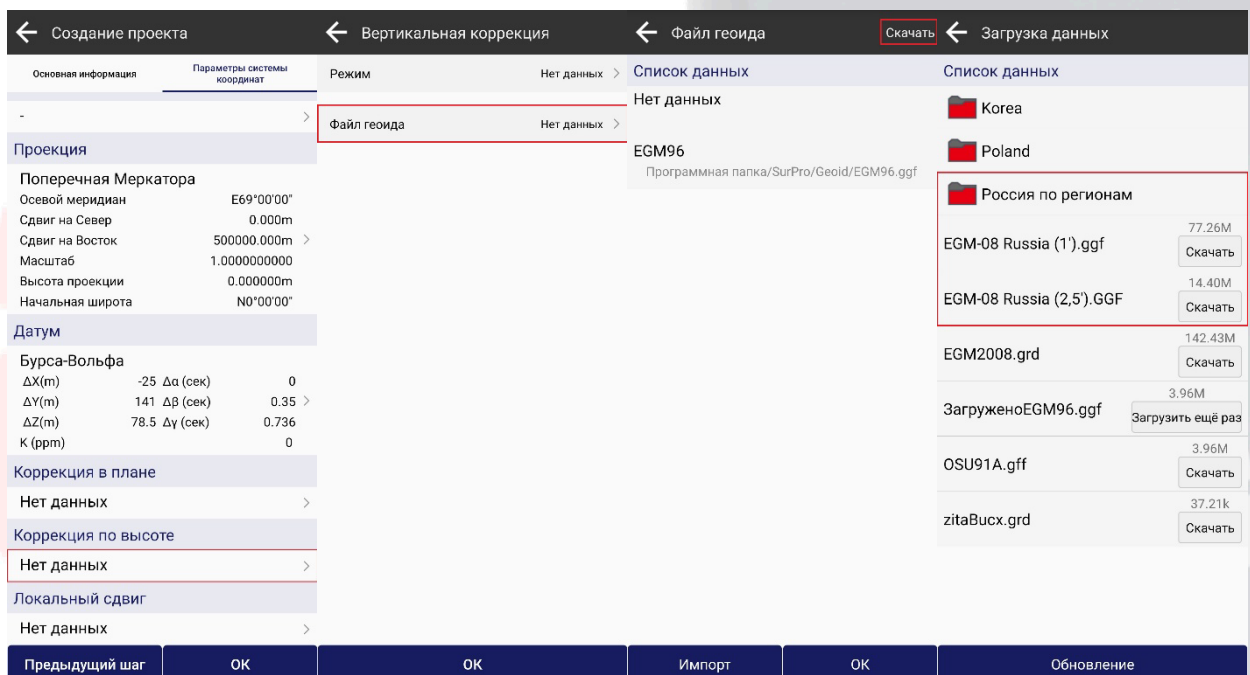 Создание проекта
Основная информация
Параметры системы
координат
-
Проекция
Поперечная Меркатора
Осевой меридиан E69°00'00"
Сдвиг на Север 0.000m
Сдвиг на Восток 500000.000m
Масштаб 1.0000000000
Высота проекции 0.000000m
Начальная широта N0°00'00"
Датум
Бурса-Вольфа
ΔX(m) -25 Δα (сек) 0
ΔY(m) 141 Δβ (сек) 0.35
ΔZ(m) 78.5 Δγ (сек) 0.736
K (ppm) 0
Коррекция в плане
Нет данных
Коррекция по высоте
Нет данных
Локальный сдвиг
Нет данных
Предыдущий шаг OK
Вертикальная коррекция
Режим Нет данных
Файл геоида Нет данных
OK
Файл геоида Скачать
Список данных
Нет данных
EGM96
Программная папка/SurPro/Geoid/EGM96.ggf
Импорт OK
Загрузка данных
Список данных
Korea
Poland
Россия по регионам
77.26M
EGM-08 Russia (1').ggf Скачать
14.40M
EGM-08 Russia (2,5').GGF Скачать
142.43M
EGM2008.grd Скачать
3.96M
ЗагруженоEGM96.ggf Загрузить ещё раз
3.96M
OSU91A.gff Скачать
37.21k
zitaBucx.grd Скачать
Обновление